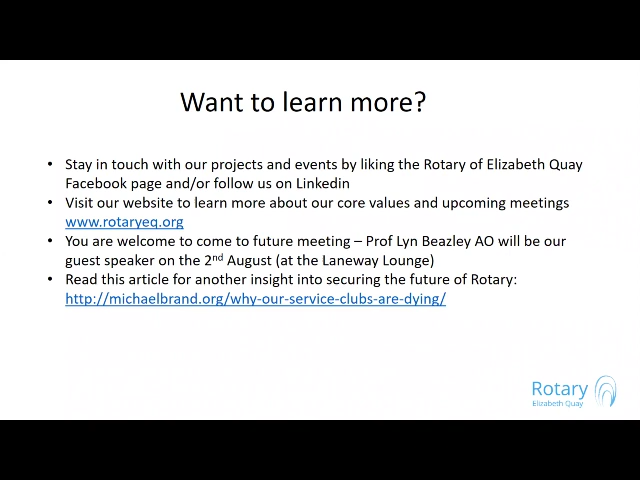 Want to learn more?
• Stay in touch with our projects and events by liking the Rotary of Elizabeth Quay
Facebook page and/or follow us on Linkedin
• Visit our website to learn more about our core values and upcoming meetings
www.rotaryeq.org
• You are welcome to come to future meeting – Prof Lyn Beazley AO will be our
guest speaker on the 2nd August (at the Laneway Lounge)
• Read this article for another insight into securing the future of Rotary:
http://michaelbrand.org/why-our-service-clubs-are-dying/
Rotary
Elizabeth Quay